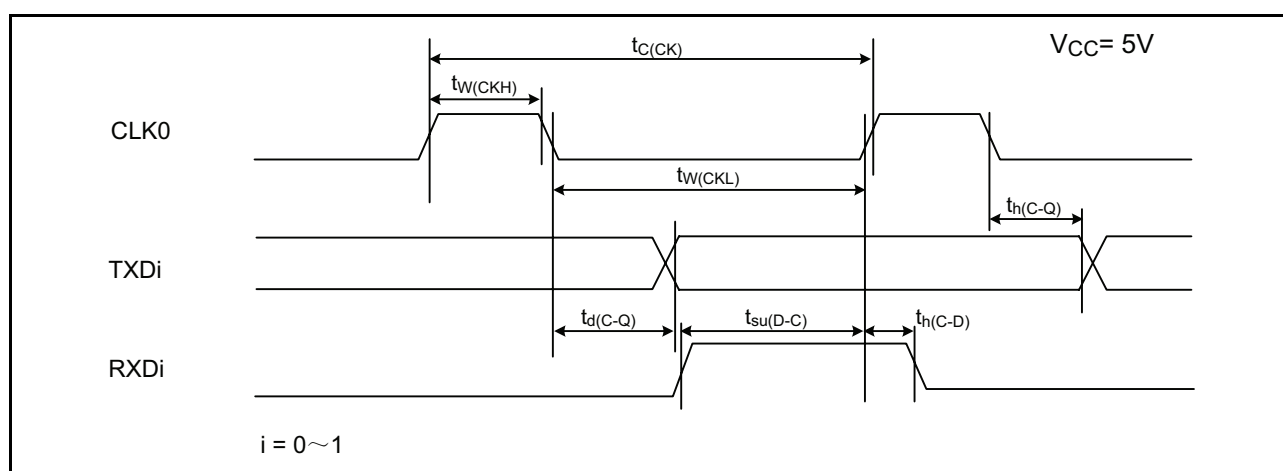 tC(CK)
VCC= 5V
tW(CKH)
CLK0
tW(CKL)
th(C-Q)
TXDi
td(C-Q)
tsu(D-C)
th(C-D)
RXDi
i = 0～1